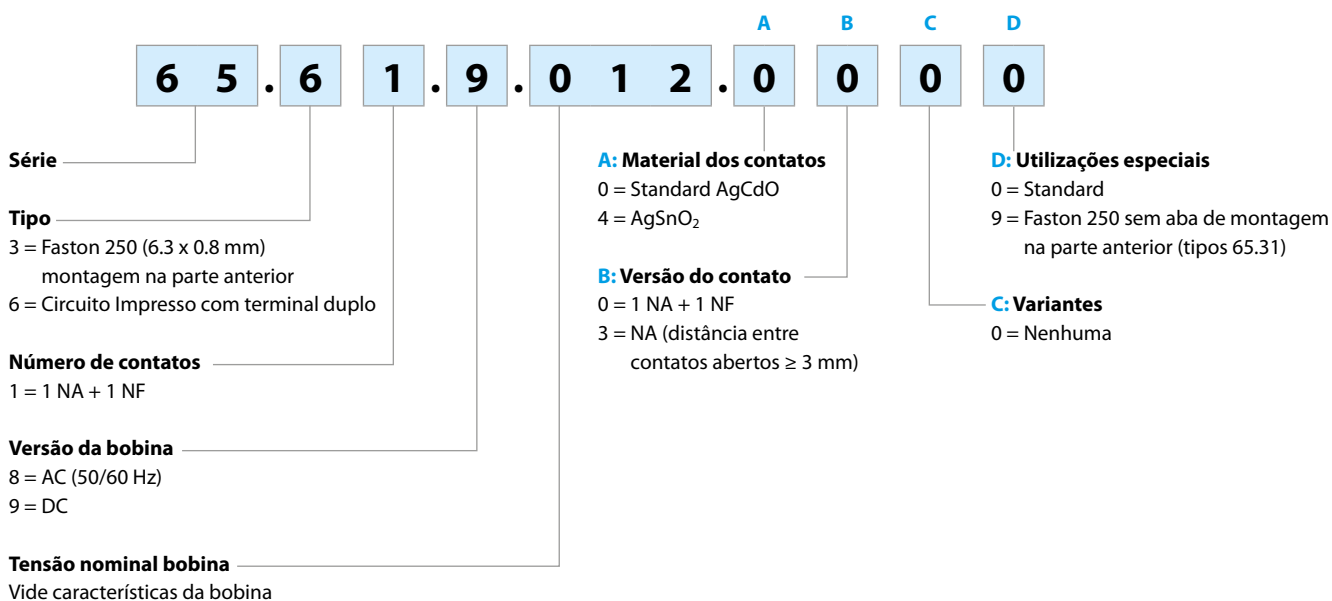 A B C D
6 5 . 6 1 . 9 . 0 1 2 . 0 0 0 0
Série
Tipo
3 = Faston 250 (6.3 x 0.8 mm)
montagem na parte anterior
6 = Circuito Impresso com terminal duplo
Número de contatos
1 = 1 NA + 1 NF
Versão da bobina
8 = AC (50/60 Hz)
9 = DC
Tensão nominal bobina
Vide características da bobina
A: Material dos contatos
0 = Standard AgCdO
4 = AgSnO₂
B: Versão do contato
0 = 1 NA + 1 NF
3 = NA (distância entre
contatos abertos ≥ 3 mm)
D: Utilizações especiais
0 = Standard
9 = Faston 250 sem aba de montagem
na parte anterior (tipos 65.31)
C: Variantes
0 = Nenhuma